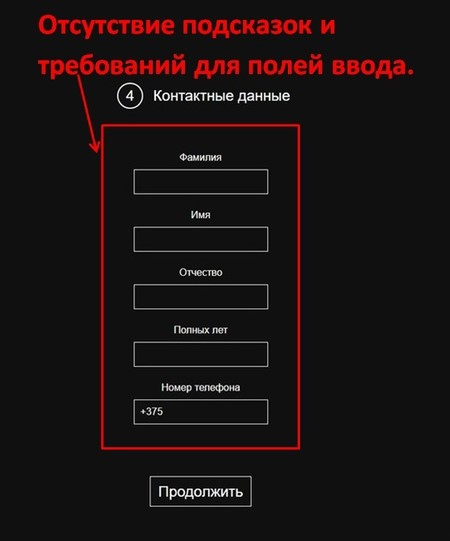 Отсутствие подсказок и
требований для полей ввода.
4 Контактные данные
Фамилия
Имя
Отчество
Полных лет
Номер телефона
+375
Продолжить